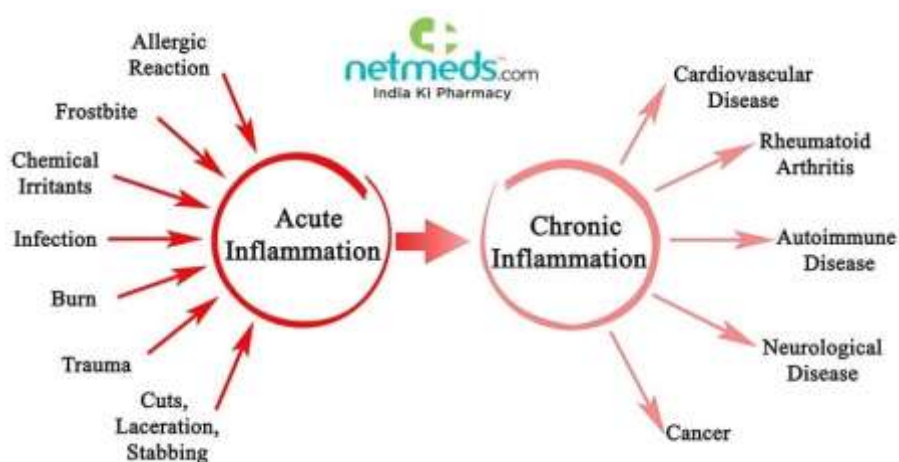 netmeds.com
India Ki Pharmacy
Allergic
Reaction
Frostbite
Chemical
Irritants
Infection
Burn
Trauma
Cuts,
Laceration,
Stabbing
Acute
Inflammation
Chronic
Inflammation
Cardiovascular
Disease
Rheumatoid
Arthritis
Autoimmune
Disease
Neurological
Disease
Cancer